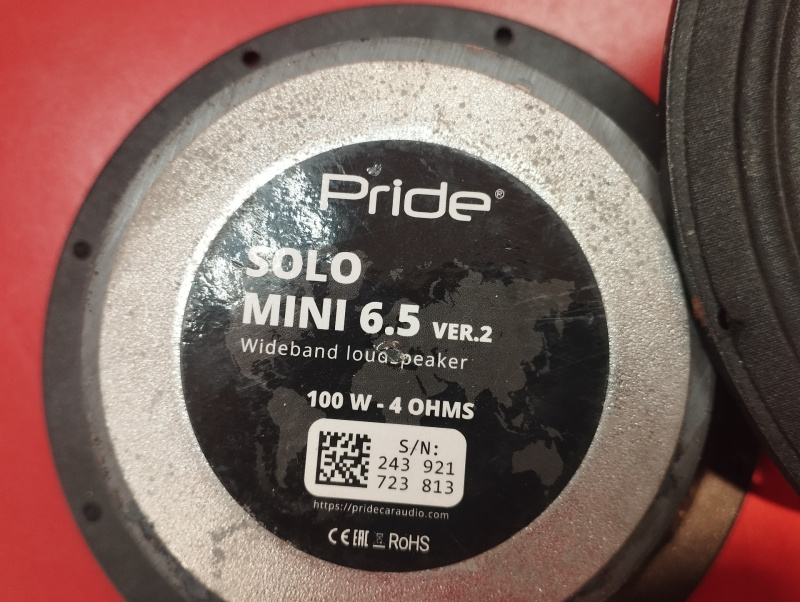 Pride®
SOLO
MINI 6.5 VER.2
Wideband loudspeaker
100 W - 4 OHMS
S/N:
243 921
723 813
https://pridecaraudio.com
CE EAC RoHS